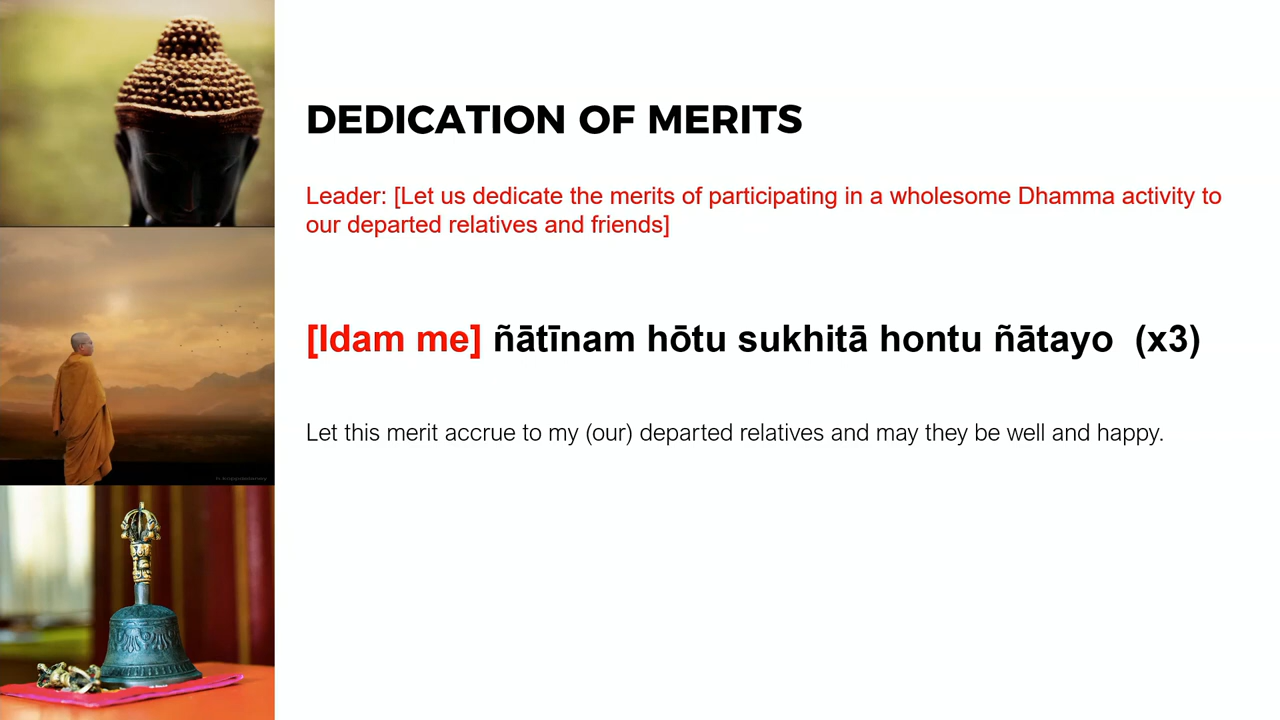 DEDICATION OF MERITS
Leader: [Let us dedicate the merits of participating in a wholesome Dhamma activity to
our departed relatives and friends]
[Idam me] ñātīnam hōtu sukhitā hontu ñātayo (x3)
Let this merit accrue to my (our) departed relatives and may they be well and happy.